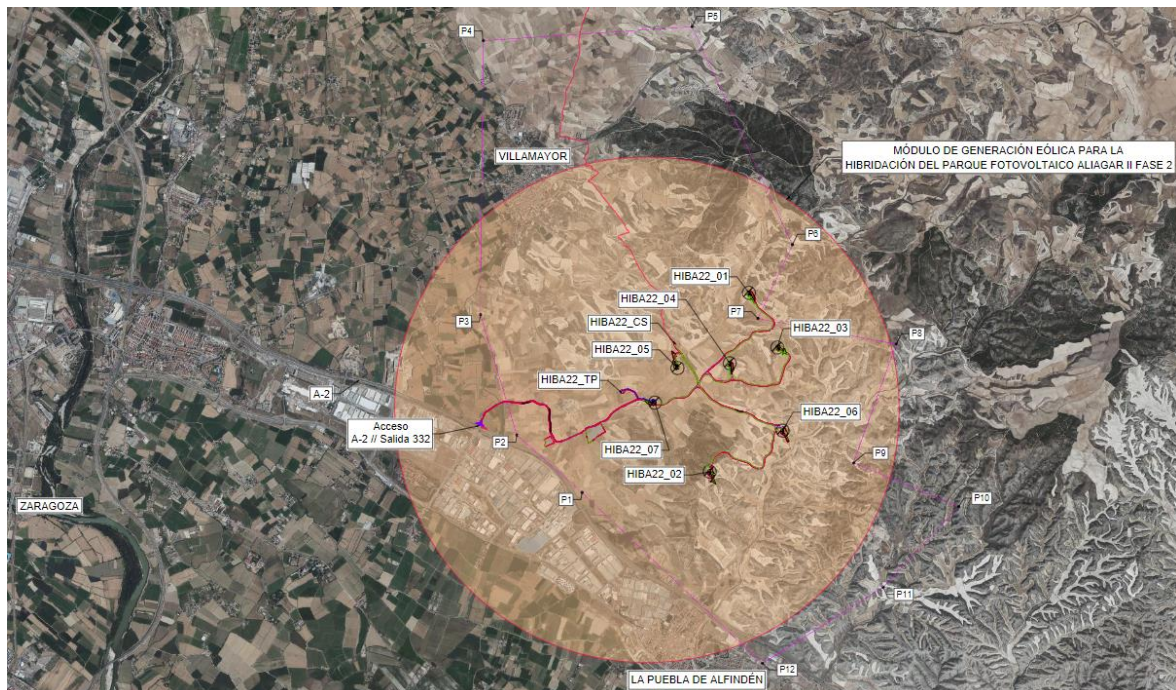 P4
P5
VILLAMAYOR
MÓDULO DE GENERACIÓN EÓLICA PARA LA
HIBRIDACIÓN DEL PARQUE FOTOVOLTAICO ALIAGAR II FASE 2
P6
HIBA22_01
HIBA22_04
P7
P3
HIBA22_CS
HIBA22_03
P8
HIBA22_05
HIBA22_TP
A-2
HIBA22_06
Acceso
A-2 // Salida 332
P2
HIBA22_07
P9
HIBA22_02
P1
P10
ZARAGOZA
P11
P12
LA PUEBLA DE ALFINDÉN